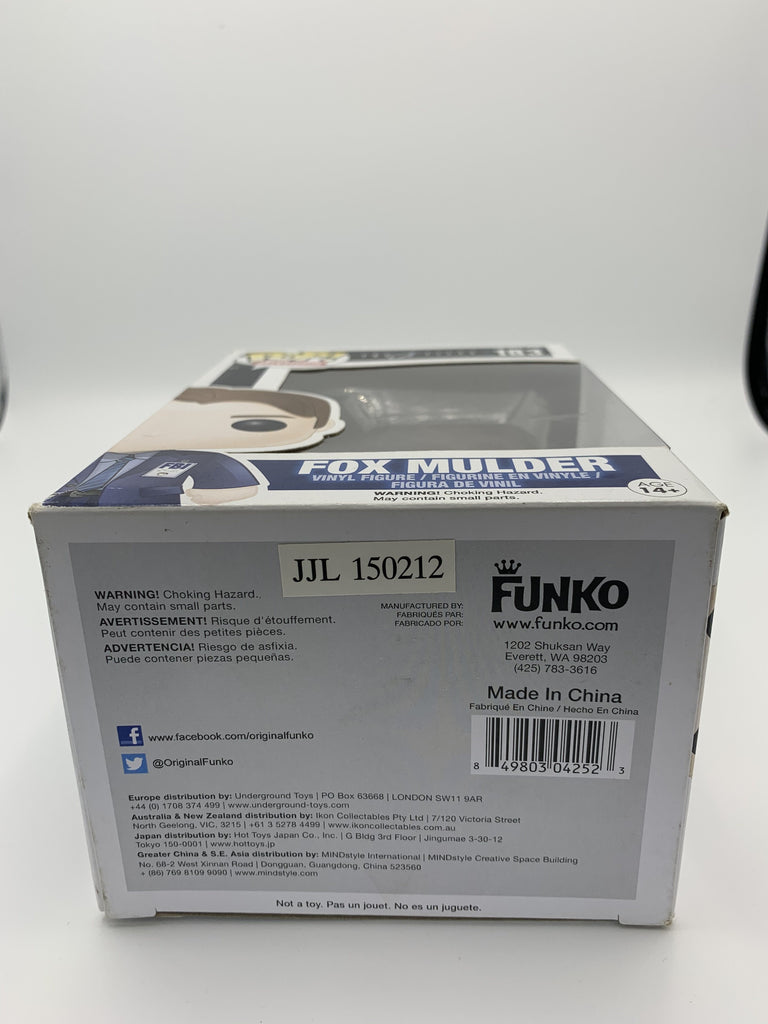 183
FBI
FOX MULDER
VINYL FIGURE / FIGURINE EN VINYLE /
FIGURA DE VINIL
WARNING! Choking Hazard.
May contain small parts.
AGE
14+
JJL 150212
WARNING! Choking Hazard.
May contain small parts.
AVERTISSEMENT! Risque d'étouffement.
Peut contenir des petites pièces.
ADVERTENCIA! Riesgo de asfixia.
Puede contener piezas pequeñas.
MANUFACTURED BY:
FABRIQUÉS PAR:
FABRICADO POR:
FUNKO
www.funko.com
1202 Shuksan Way
Everett, WA 98203
(425) 783-3616
Made In China
Fabriqué En Chine / Hecho En China
8 49803 04252 3
f www.facebook.com/originalfunko
@OriginalFunko
Europe distribution by: Underground Toys | PO Box 63668 | LONDON SW11 9AR
+44 (0) 1708 374 499 | www.underground-toys.com
Australia & New Zealand distribution by: Ikon Collectables Pty Ltd | 7/120 Victoria Street
North Geelong, VIC, 3215 | +61 3 5278 4499 | www.ikoncollectables.com.au
Japan distribution by: Hot Toys Japan Co., Inc. | G Bldg 3rd Floor | Jingumae 3-30-12
Tokyo 150-0001 | www.hottoys.jp
Greater China & S.E. Asia distribution by: MINDstyle International | MINDstyle Creative Space Building
No. 68-2 West Xinnan Road | Dongguan, Guangdong, China 523560
+ (86) 769 8109 9090 | www.mindstyle.com
Not a toy. Pas un jouet. No es un juguete.